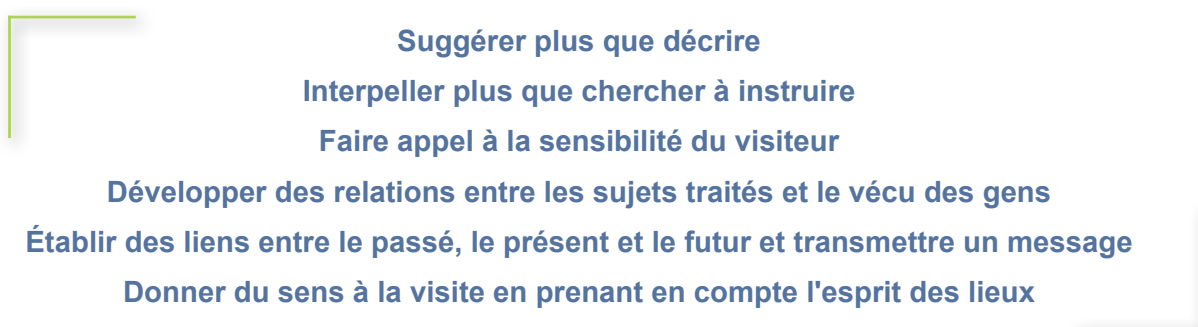 Suggérer plus que décrire
Interpeller plus que chercher à instruire
Faire appel à la sensibilité du visiteur
Développer des relations entre les sujets traités et le vécu des gens
Établir des liens entre le passé, le présent et le futur et transmettre un message
Donner du sens à la visite en prenant en compte l'esprit des lieux